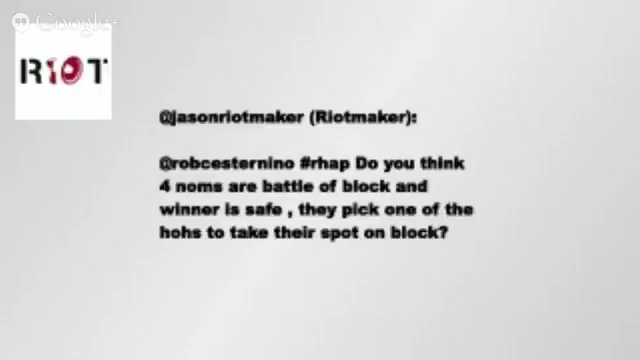 Google+
RIOT
@jasonriotmaker (Riotmaker):
@robcesternino #rhap Do you think
4 noms are battle of block and
winner is safe , they pick one of the
hohs to take their spot on block?